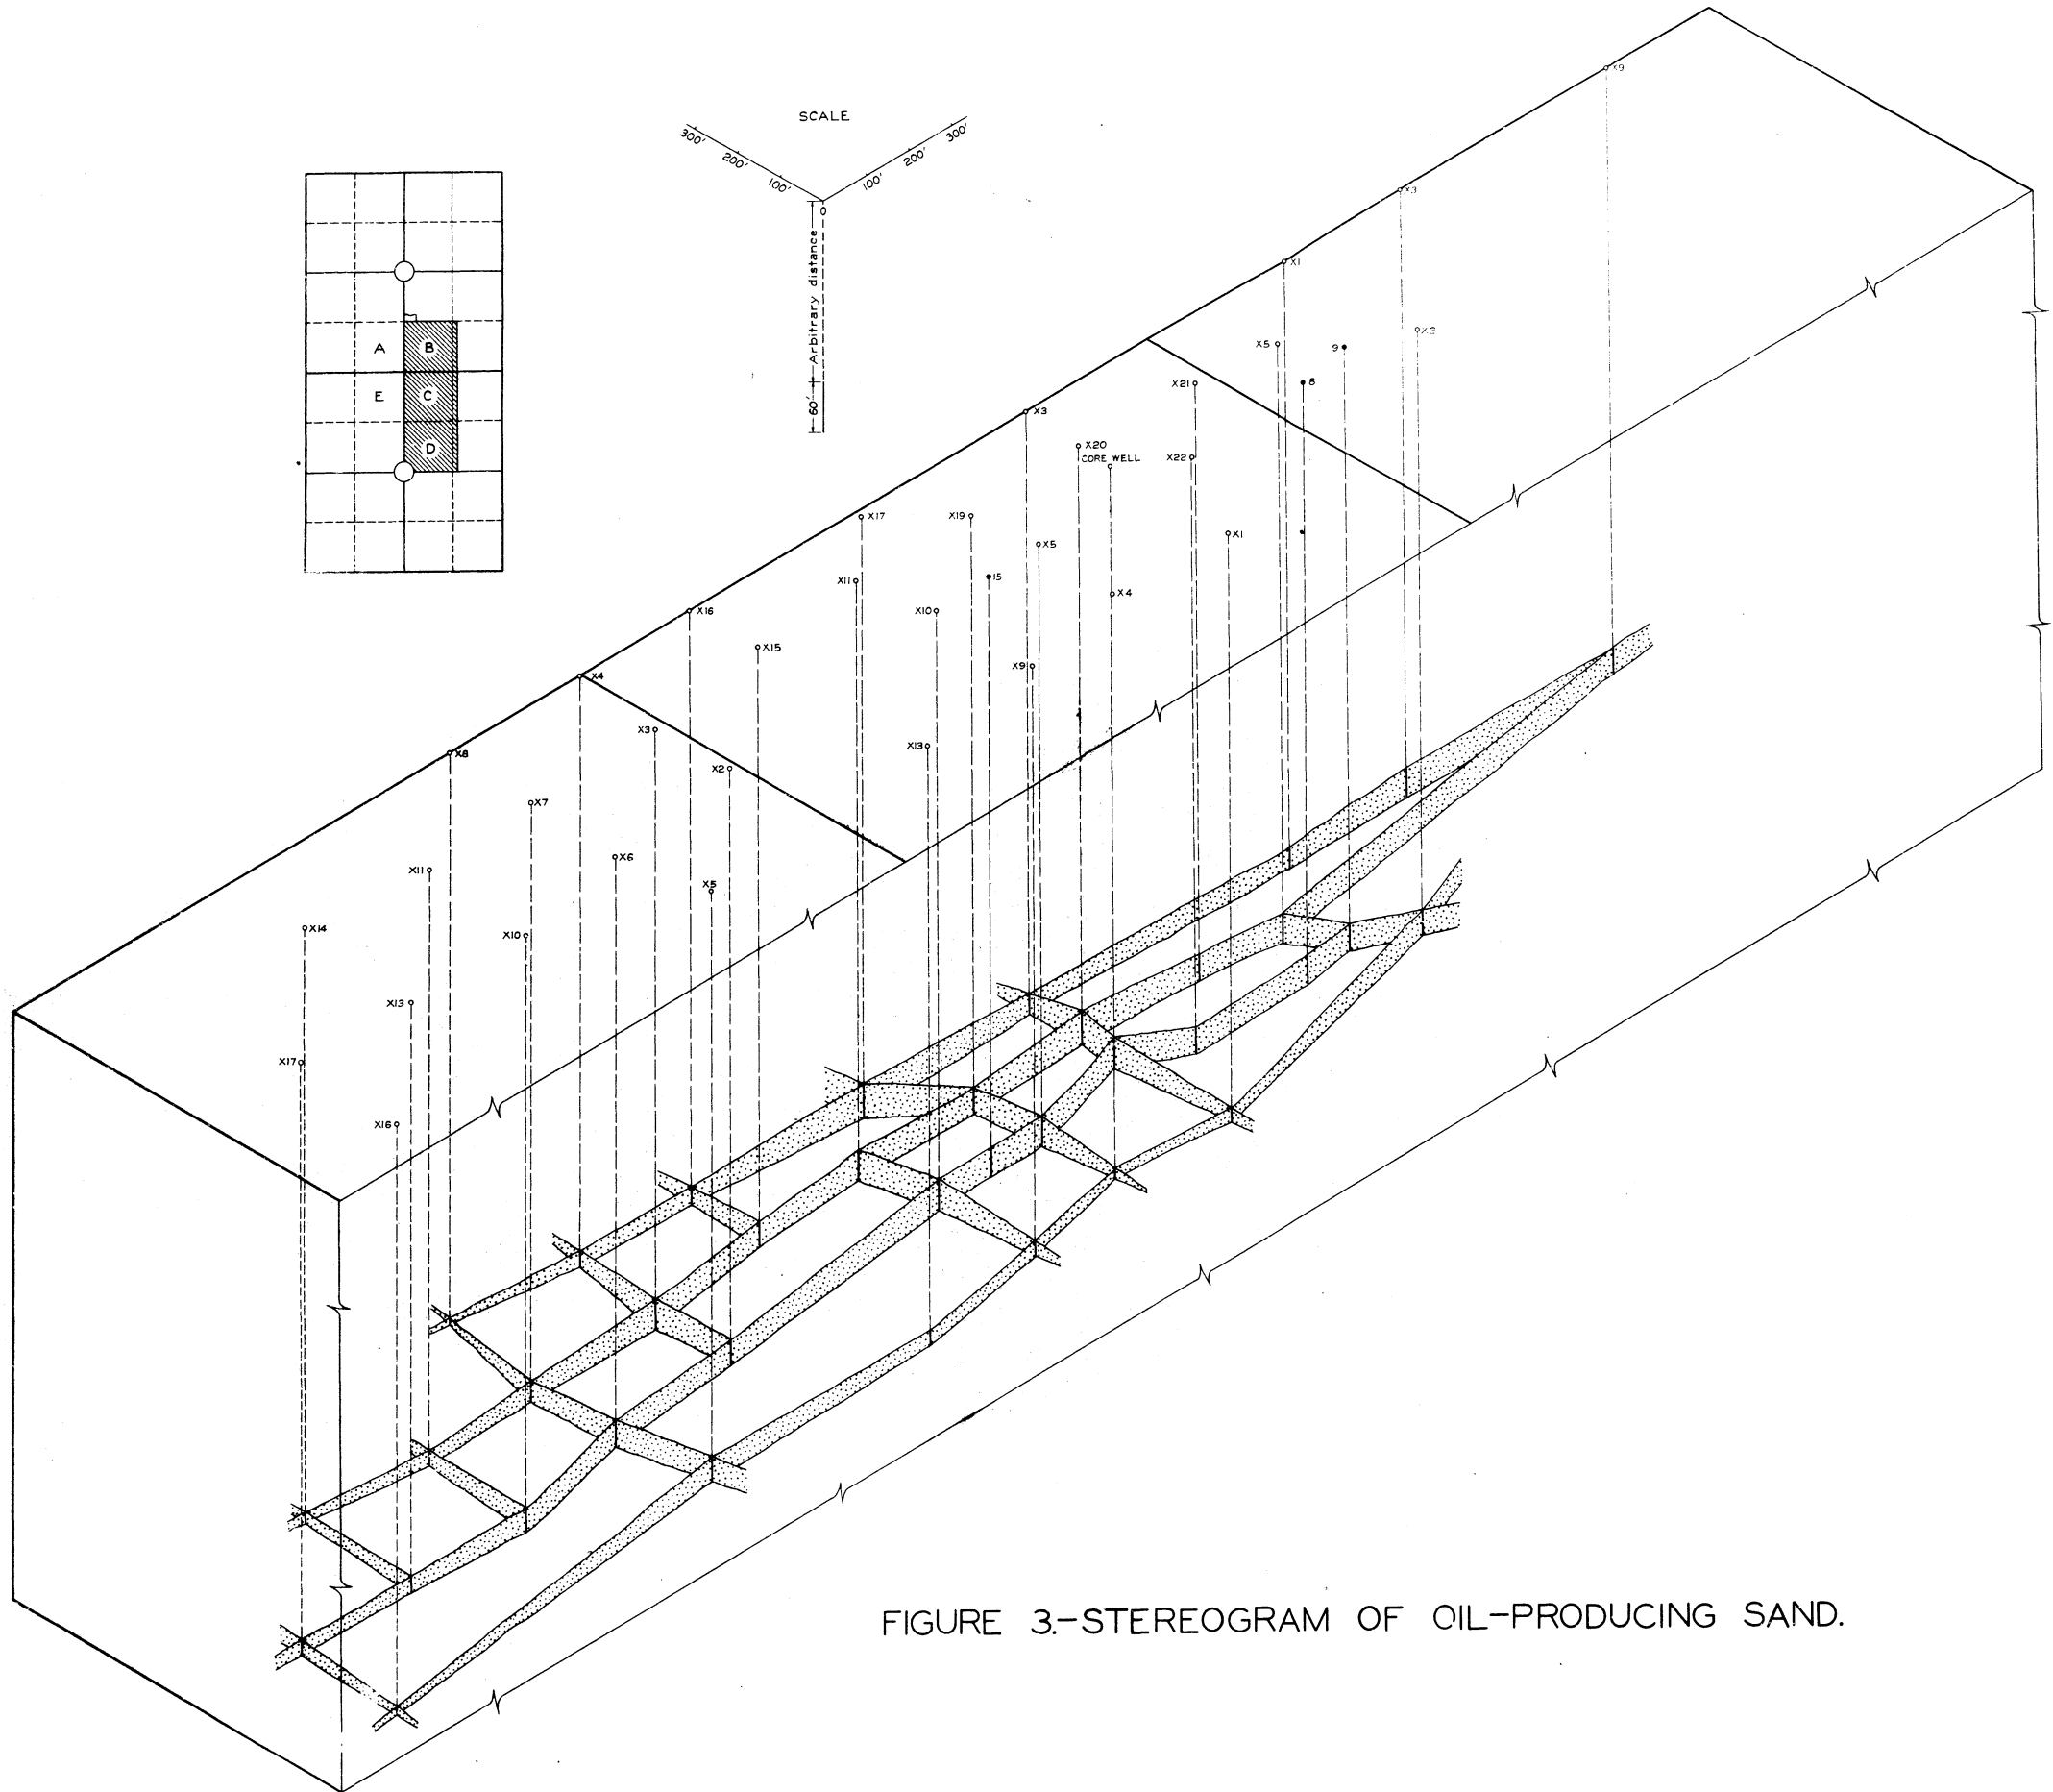 SCALE
300' 200' 100' 0 100' 200' 300'
Arbitrary distance
60'
A B
E C
D
X9
X3
X1
X2
X5 9
8
X21
X3
X20
CORE WELL
X22
X17
X19
X1
X5
X11
15
X4
X16
X10
X15
X9
X4
X3
X13
X8
X2
X7
X6
X11
X5
X14
X10
X13
X17
X16
FIGURE 3.-STEREOGRAM OF OIL-PRODUCING SAND.